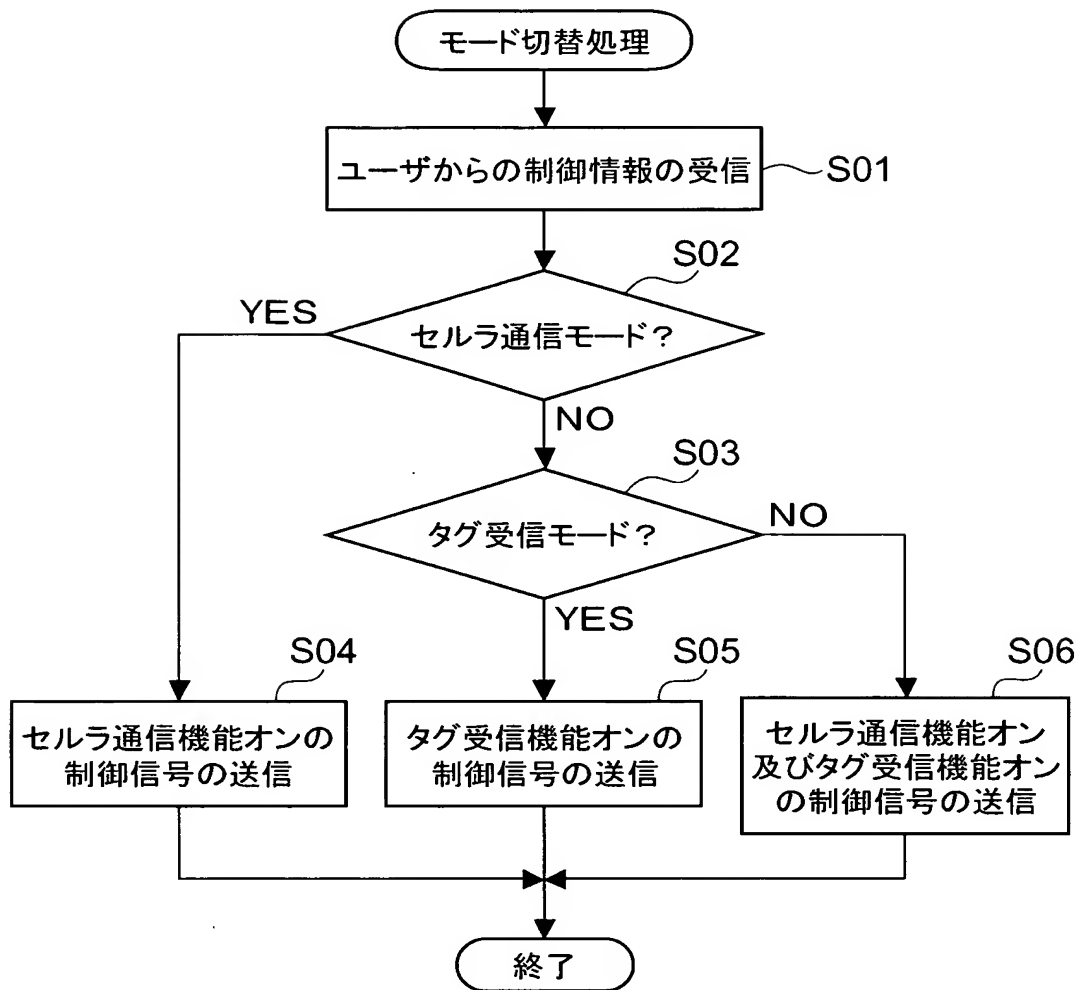 モード切替処理
ユーザからの制御情報の受信
S01
S02
YES
セルラ通信モード?
NO
S03
タグ受信モード?
NO
YES
S04
S05
S06
セルラ通信機能オンの
制御信号の送信
タグ受信機能オンの
制御信号の送信
セルラ通信機能オン
及びタグ受信機能オン
の制御信号の送信
終了